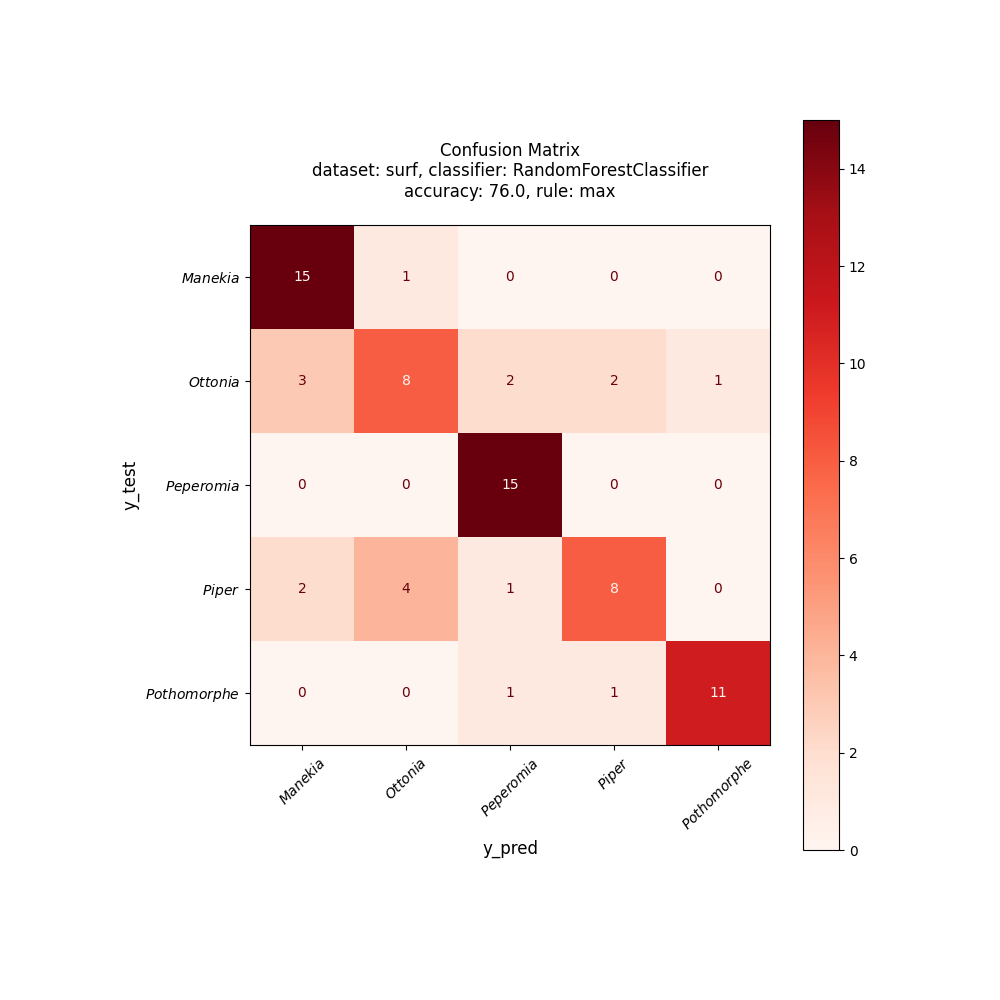 Confusion Matrix
dataset: surf, classifier: RandomForestClassifier
accuracy: 76.0, rule: max
Manekia 15 1 0 0 0
Ottonia 3 8 2 2 1
Peperomia 0 0 15 0 0
Piper 2 4 1 8 0
Pothomorphe 0 0 1 1 11
y_test
Manekia Ottonia Peperomia Piper Pothomorphe
y_pred
14
12
10
8
6
4
2
0